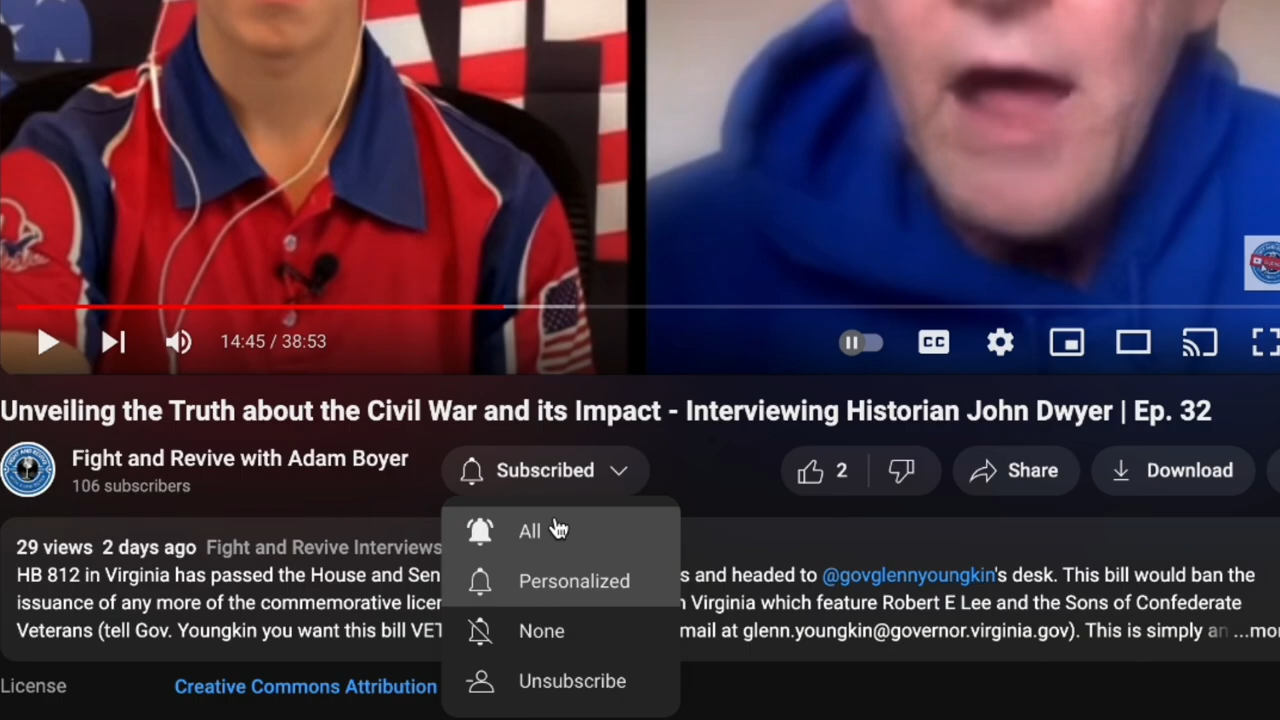 14:45 / 38:53
CC
Unveiling the Truth about the Civil War and its Impact - Interviewing Historian John Dwyer | Ep. 32
Fight and Revive with Adam Boyer
106 subscribers
Subscribed
2
Share
Download
All
Personalized
None
Unsubscribe
29 views 2 days ago Fight and Revive Interviews
HB 812 in Virginia has passed the House and Sen s and headed to @govglennyoungkin's desk. This bill would ban the
issuance of any more of the commemorative licen n Virginia which feature Robert E Lee and the Sons of Confederate
Veterans (tell Gov. Youngkin you want this bill VET mail at glenn.youngkin@governor.virginia.gov). This is simply an ...mor
License
Creative Commons Attribution